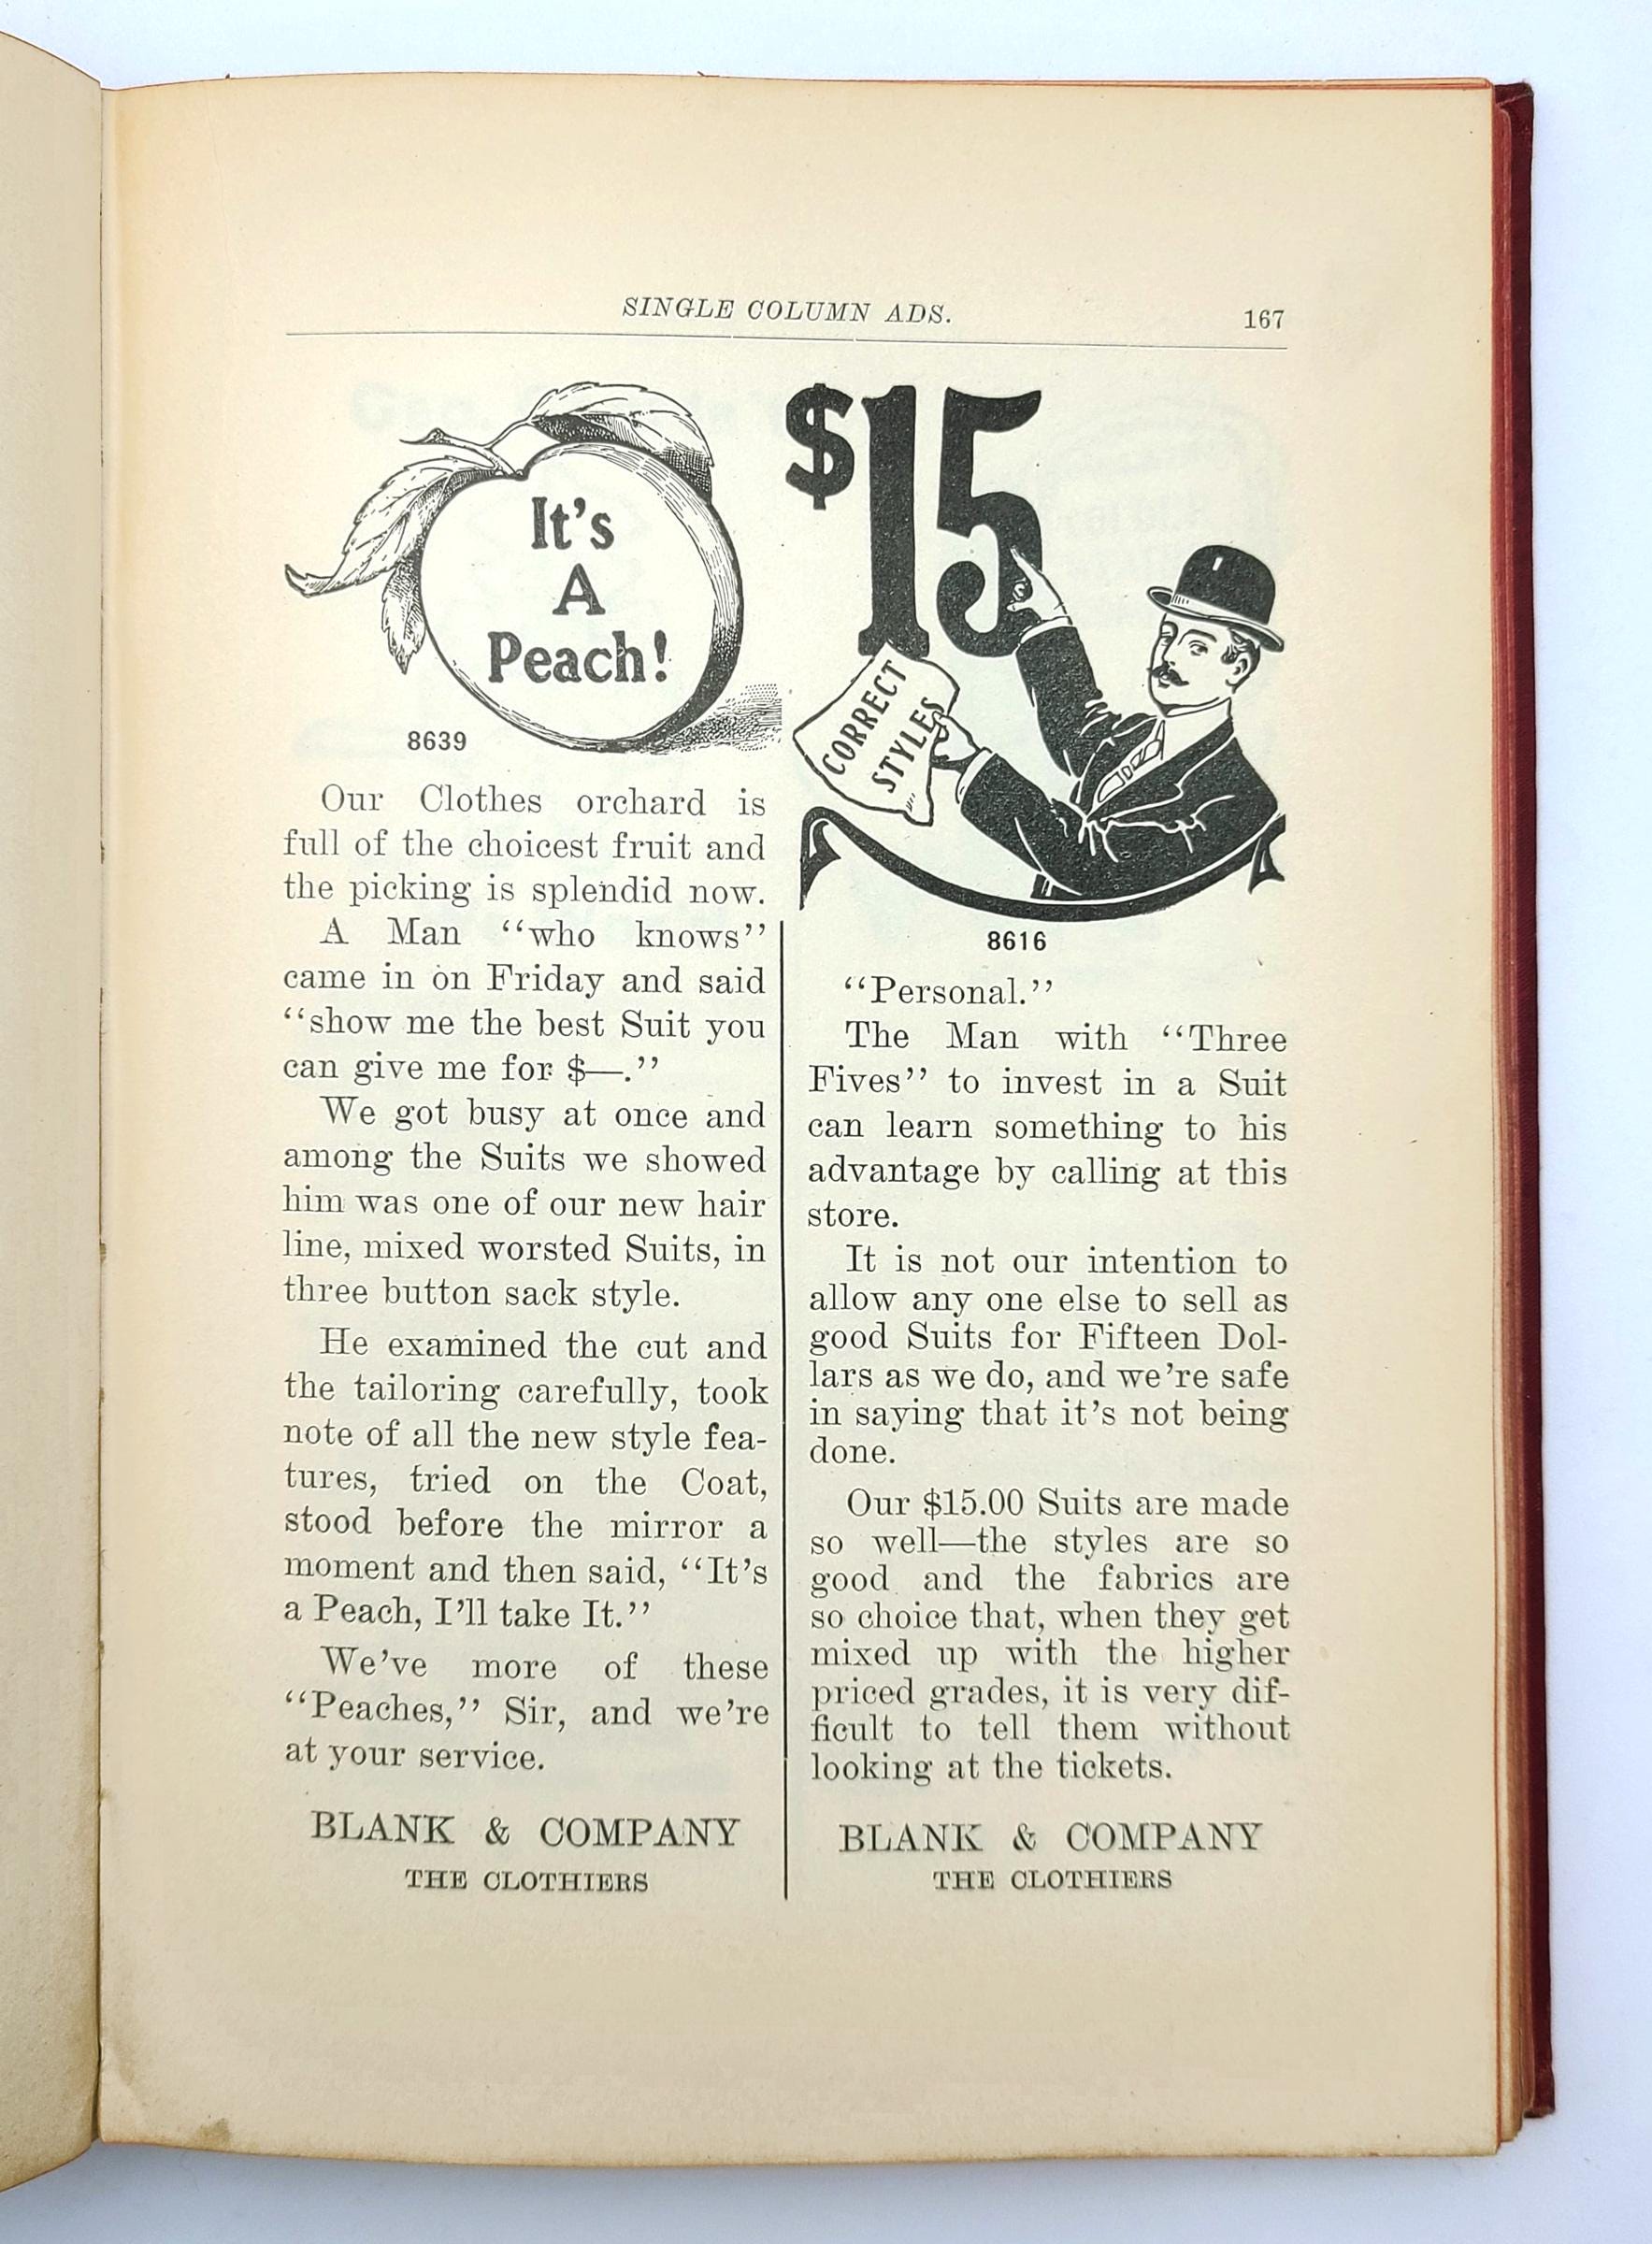 SINGLE COLUMN ADS.
167
It's
A
Peach!
8639
Our Clothes orchard is
full of the choicest fruit and
the picking is splendid now.
A Man “who knows”
came in on Friday and said
“show me the best Suit you
can give me for $—.”
We got busy at once and
among the Suits we showed
him was one of our new hair
line, mixed worsted Suits, in
three button sack style.
He examined the cut and
the tailoring carefully, took
note of all the new style fea-
tures, tried on the Coat,
stood before the mirror a
moment and then said, “It's
a Peach, I'll take It.”
We've more of these
“Peaches,” Sir, and we're
at your service.
BLANK & COMPANY
THE CLOTHIERS
$15
CORRECT
STYLES
8616
“Personal.”
The Man with “Three
Fives” to invest in a Suit
can learn something to his
advantage by calling at this
store.
It is not our intention to
allow any one else to sell as
good Suits for Fifteen Dol-
lars as we do, and we're safe
in saying that it's not being
done.
Our $15.00 Suits are made
so well—the styles are so
good and the fabrics are
so choice that, when they get
mixed up with the higher
priced grades, it is very dif-
ficult to tell them without
looking at the tickets.
BLANK & COMPANY
THE CLOTHIERS